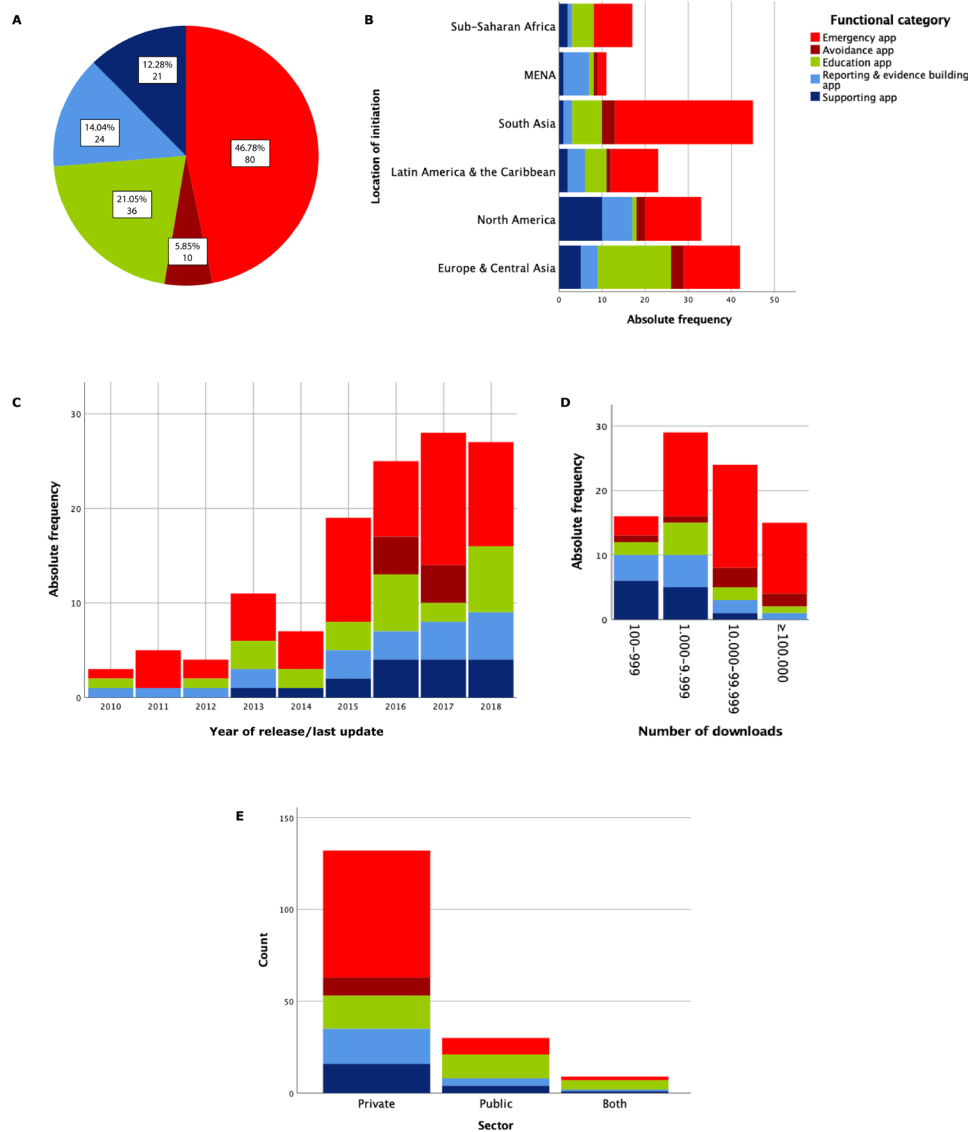 A
12.28%
21
14.04%
24
46.78%
80
21.05%
36
5.85%
10
B
Location of initiation
Sub-Saharan Africa
MENA
South Asia
Latin America & the Caribbean
North America
Europe & Central Asia
0 10 20 30 40 50
Absolute frequency
Functional category
Emergency app
Avoidance app
Education app
Reporting & evidence building
app
Supporting app
C
Absolute frequency
30
20
10
0
2010 2011 2012 2013 2014 2015 2016 2017 2018
Year of release/last update
D
Absolute frequency
30
20
10
0
100-999
1.000-9.999
10.000-99.999
≥100.000
Number of downloads
E
Count
150
100
50
0
Private Public Both
Sector